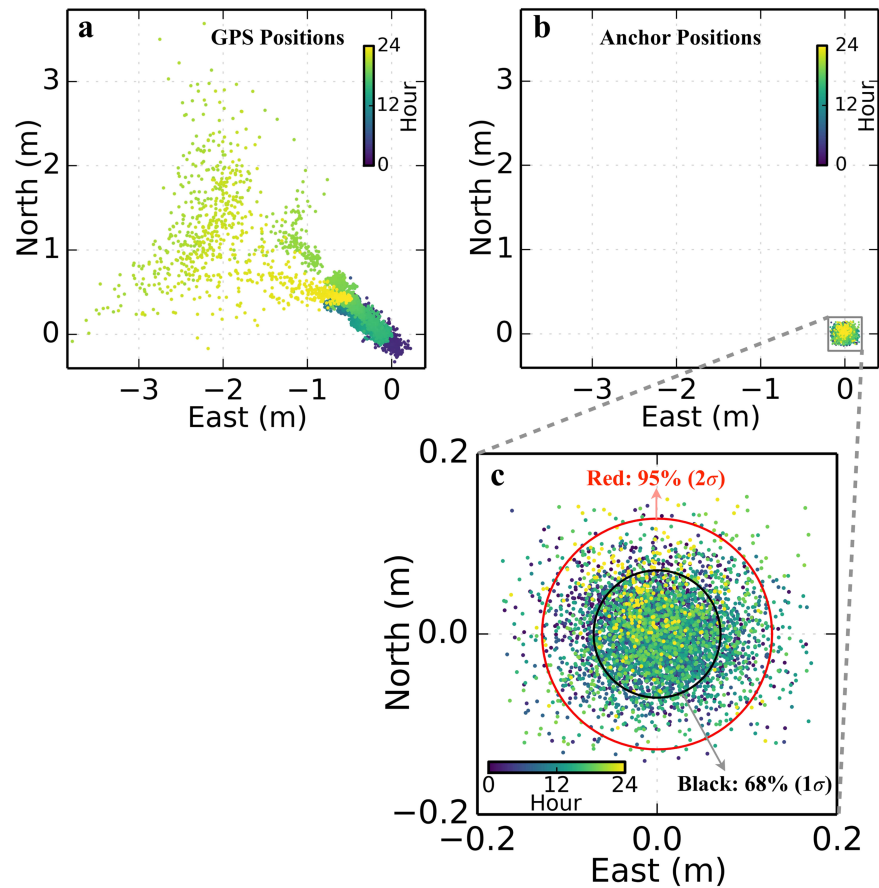 a
GPS Positions
24
12
0
Hour
3
2
1
0
North (m)
−3
−2
−1
0
East (m)
b
Anchor Positions
24
12
0
Hour
3
2
1
0
North (m)
−3
−2
−1
0
East (m)
c
Red: 95% (2σ)
0.2
0.0
−0.2
North (m)
0
12
24
Hour
Black: 68% (1σ)
−0.2
0.0
0.2
East (m)